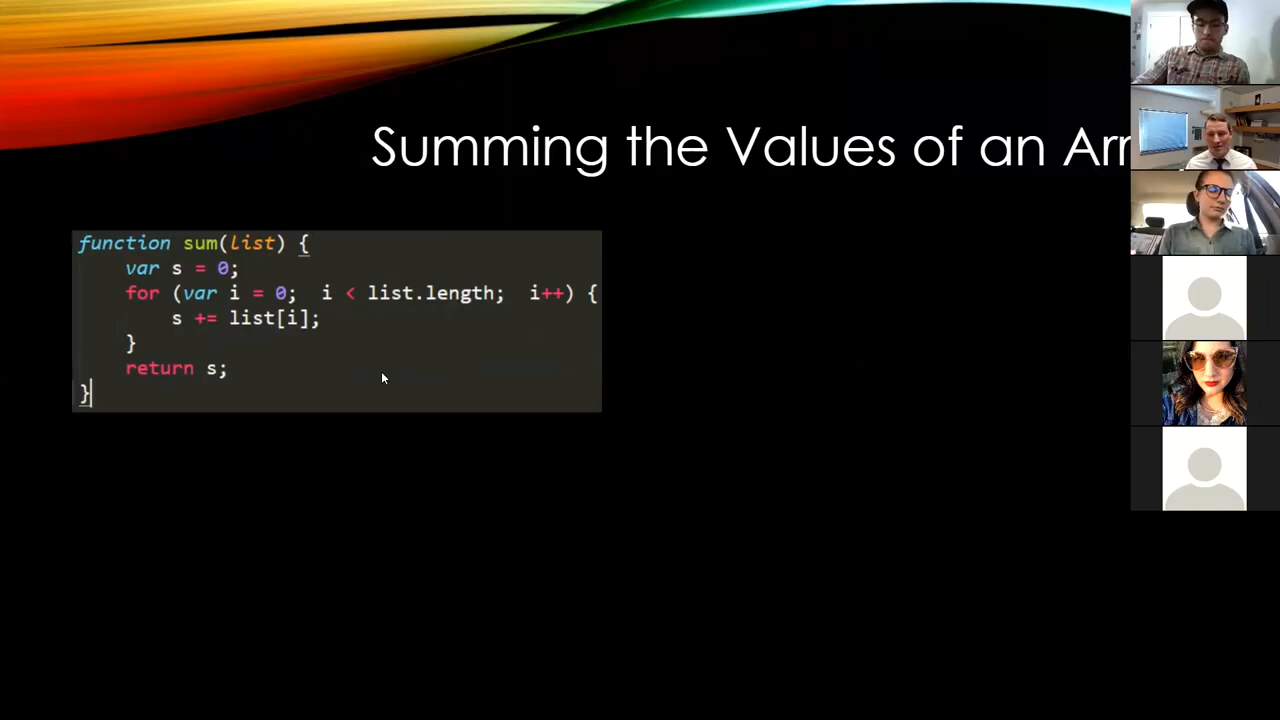 Summing the Values of an Arr
function sum(list) {
    var s = 0;
    for (var i = 0;  i < list.length;  i++) {
        s += list[i];
    }
    return s;
}